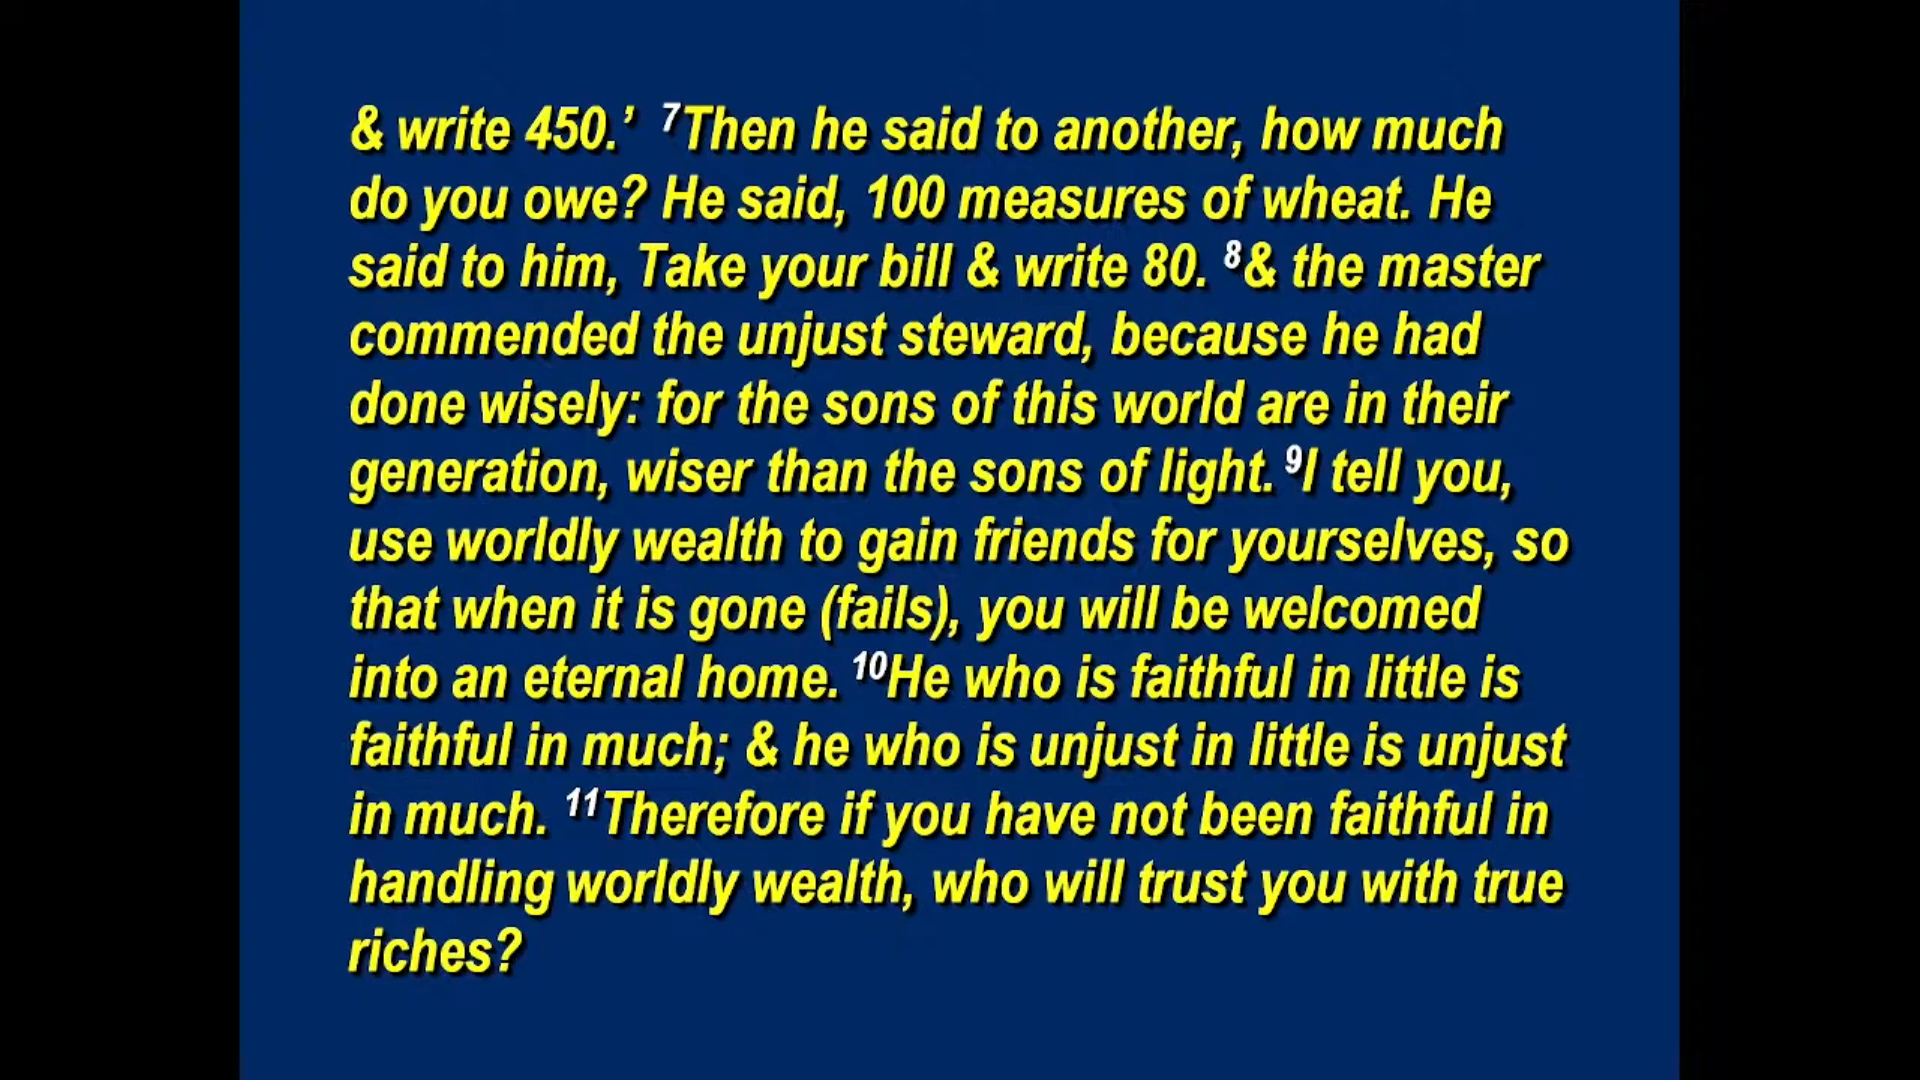 & write 450.’ 7Then he said to another, how much
do you owe? He said, 100 measures of wheat. He
said to him, Take your bill & write 80. 8& the master
commended the unjust steward, because he had
done wisely: for the sons of this world are in their
generation, wiser than the sons of light. 9I tell you,
use worldly wealth to gain friends for yourselves, so
that when it is gone (fails), you will be welcomed
into an eternal home. 10He who is faithful in little is
faithful in much; & he who is unjust in little is unjust
in much. 11Therefore if you have not been faithful in
handling worldly wealth, who will trust you with true
riches?